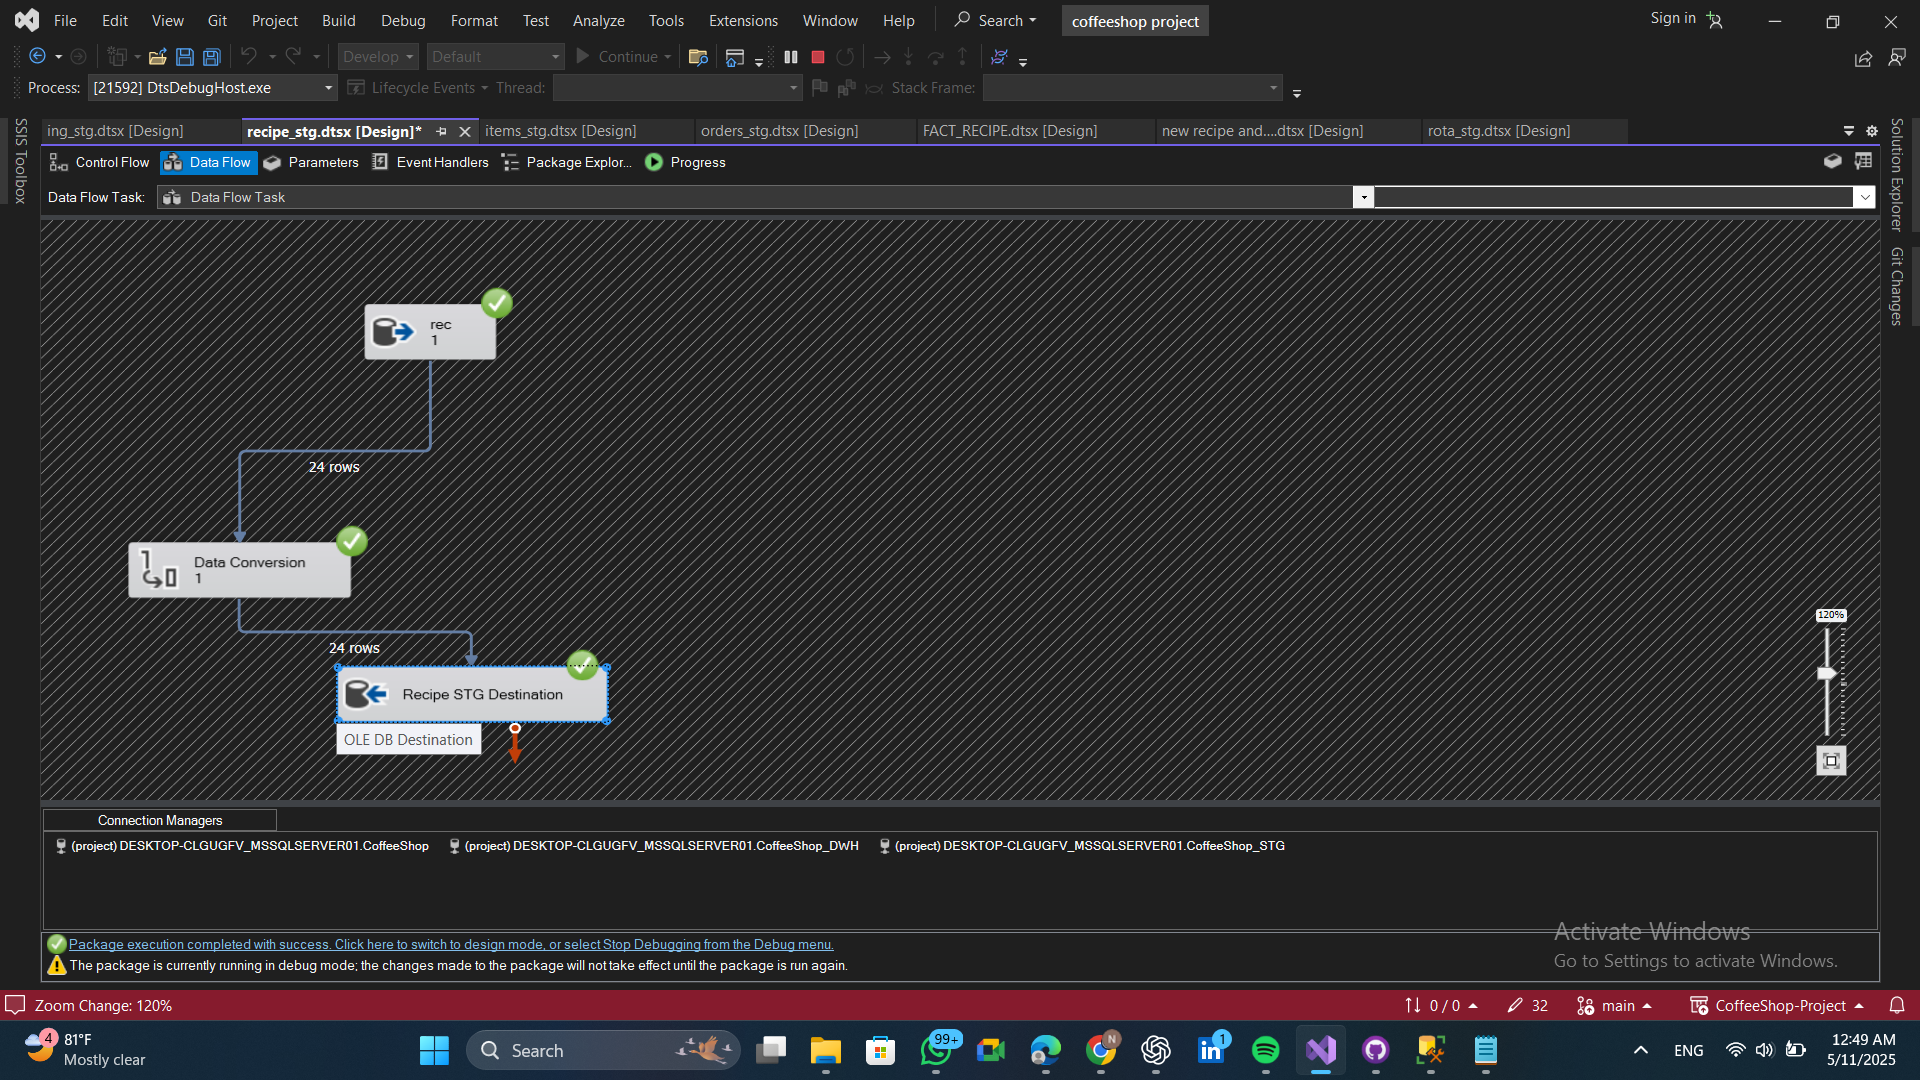 File Edit View Git Project Build Debug Format Test Analyze Tools Extensions Window Help Search coffeeshop project Sign in
Develop Default Continue
Process: [21592] DtsDebugHost.exe Lifecycle Events Thread: Stack Frame:
SSIS Toolbox
ing_stg.dtsx [Design] recipe_stg.dtsx [Design]* items_stg.dtsx [Design] orders_stg.dtsx [Design] FACT_RECIPE.dtsx [Design] new recipe and....dtsx [Design] rota_stg.dtsx [Design]
Control Flow Data Flow Parameters Event Handlers Package Explor... Progress
Data Flow Task: Data Flow Task
Solution Explorer
Git Changes
rec
1
24 rows
Data Conversion
1
24 rows
Recipe STG Destination
OLE DB Destination
120%
Connection Managers
(project) DESKTOP-CLGUGFV_MSSQLSERVER01.CoffeeShop (project) DESKTOP-CLGUGFV_MSSQLSERVER01.CoffeeShop_DWH (project) DESKTOP-CLGUGFV_MSSQLSERVER01.CoffeeShop_STG
Activate Windows
Go to Settings to activate Windows.
Package execution completed with success. Click here to switch to design mode, or select Stop Debugging from the Debug menu.
The package is currently running in debug mode; the changes made to the package will not take effect until the package is run again.
Zoom Change: 120% 0 / 0 32 main CoffeeShop-Project
4 81°F
Mostly clear
Search
99+
N
1
ENG
12:49 AM
5/11/2025